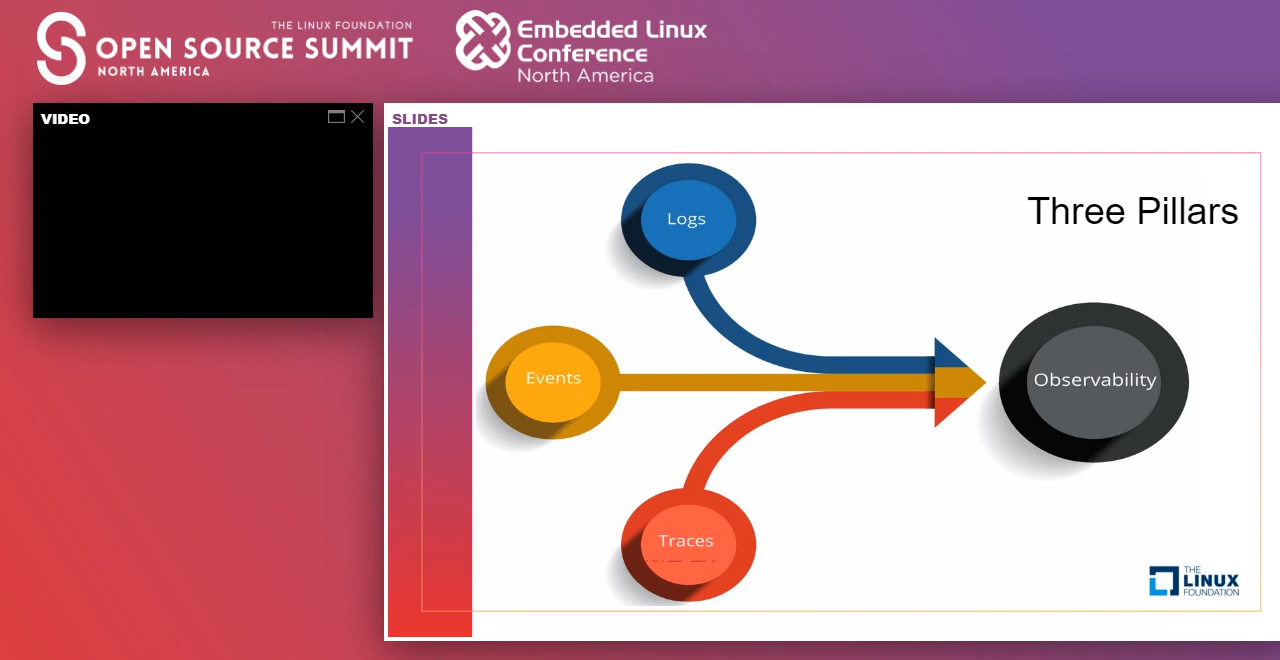 THE LINUX FOUNDATION
OPEN SOURCE SUMMIT
NORTH AMERICA
Embedded Linux
Conference
North America
VIDEO
SLIDES
Three Pillars
Logs
Events
Observability
Traces
THE
LINUX
FOUNDATION